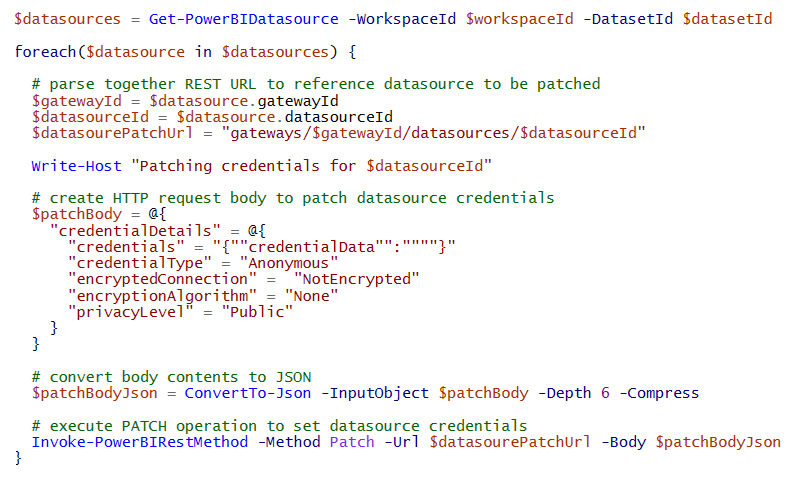 $datasources = Get-PowerBIDatasource -WorkspaceId $workspaceId -DatasetId $datasetId
foreach($datasource in $datasources) {
# parse together REST URL to reference datasource to be patched
$gatewayId = $datasource.gatewayId
$datasourceId = $datasource.datasourceId
$datasourePatchUrl = "gateways/$gatewayId/datasources/$datasourceId"
Write-Host "Patching credentials for $datasourceId"
# create HTTP request body to patch datasource credentials
$patchBody = @{
"credentialDetails" = @{
"credentials" = "{""credentialData"":""""}"
"credentialType" = "Anonymous"
"encryptedConnection" =  "NotEncrypted"
"encryptionAlgorithm" = "None"
"privacyLevel" = "Public"
}
}
# convert body contents to JSON
$patchBodyJson = ConvertTo-Json -InputObject $patchBody -Depth 6 -Compress
# execute PATCH operation to set datasource credentials
Invoke-PowerBIRestMethod -Method Patch -Url $datasourePatchUrl -Body $patchBodyJson
}